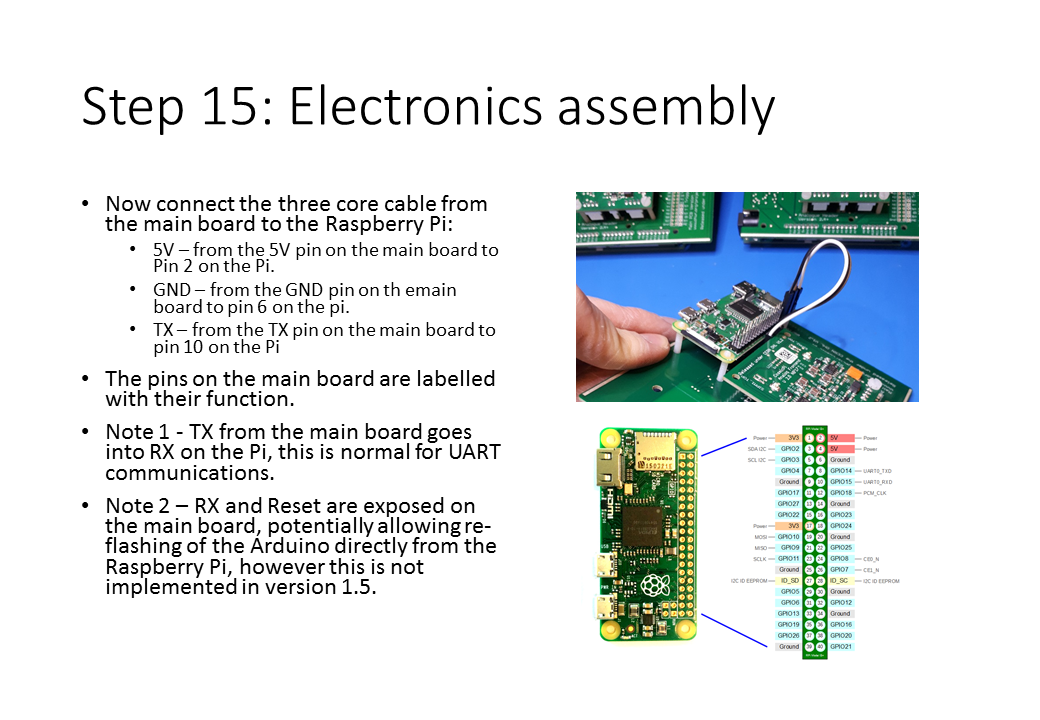 Step 15: Electronics assembly
• Now connect the three core cable from
the main board to the Raspberry Pi:
• 5V – from the 5V pin on the main board to
Pin 2 on the Pi.
• GND – from the GND pin on th emain
board to pin 6 on the pi.
• TX – from the TX pin on the main board to
pin 10 on the Pi
• The pins on the main board are labelled
with their function.
• Note 1 - TX from the main board goes
into RX on the Pi, this is normal for UART
communications.
• Note 2 – RX and Reset are exposed on
the main board, potentially allowing re-
flashing of the Arduino directly from the
Raspberry Pi, however this is not
implemented in version 1.5.
HDMI
Power 3V3 1 2 5V Power
SDA I2C GPIO2 3 4 5V Power
SCL I2C GPIO3 5 6 Ground
GPIO4 7 8 GPIO14 UART0_TXD
Ground 9 10 GPIO15 UART0_RXD
GPIO17 11 12 GPIO18 PCM_CLK
GPIO27 13 14 Ground
GPIO22 15 16 GPIO23
Power 3V3 17 18 GPIO24
MOSI GPIO10 19 20 Ground
MISO GPIO9 21 22 GPIO25
SCLK GPIO11 23 24 GPIO8 CE0_N
Ground 25 26 GPIO7 CE1_N
I2C ID EEPROM ID_SD 27 28 ID_SC I2C ID EEPROM
GPIO5 29 30 Ground
GPIO6 31 32 GPIO12
GPIO13 33 34 Ground
GPIO19 35 36 GPIO16
GPIO26 37 38 GPIO20
Ground 39 40 GPIO21